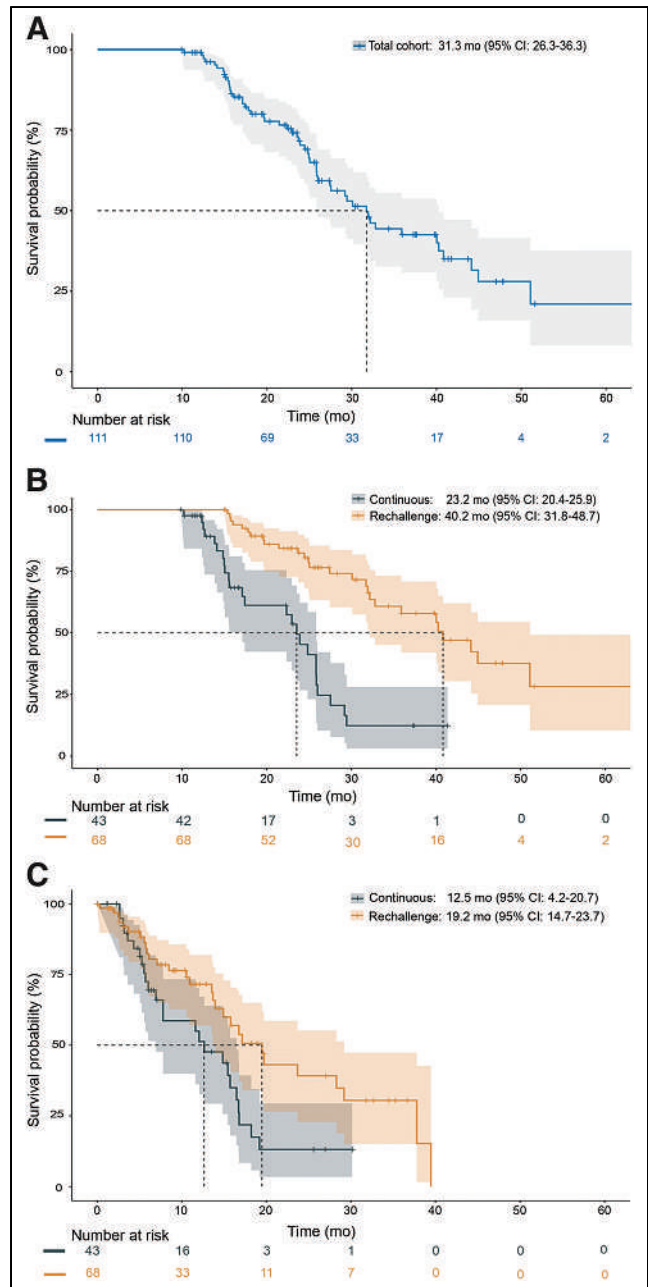 A
Total cohort: 31.3 mo (95% CI: 26.3-36.3)
Survival probability (%)
100
75
50
25
0
0 10 20 30 40 50 60
Time (mo)
Number at risk
111 110 69 33 17 4 2
B
Continuous: 23.2 mo (95% CI: 20.4-25.9)
Rechallenge: 40.2 mo (95% CI: 31.8-48.7)
Survival probability (%)
100
75
50
25
0
0 10 20 30 40 50 60
Time (mo)
Number at risk
43 42 17 3 1 0 0
68 68 52 30 16 4 2
C
Continuous: 12.5 mo (95% CI: 4.2-20.7)
Rechallenge: 19.2 mo (95% CI: 14.7-23.7)
Survival probability (%)
100
75
50
25
0
0 10 20 30 40 50 60
Time (mo)
Number at risk
43 16 3 1 0 0 0
68 33 11 7 0 0 0